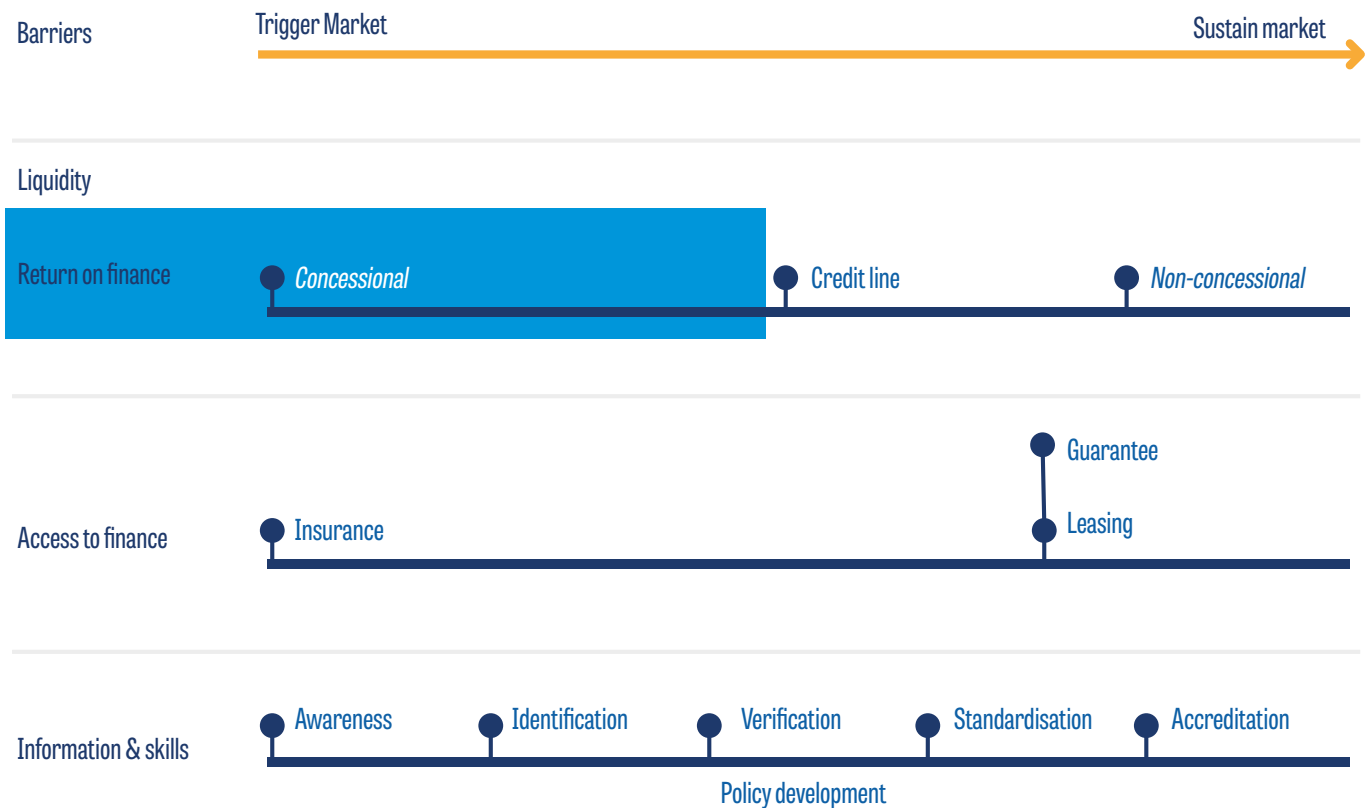 Barriers
Trigger Market
Sustain market
Liquidity
Return on finance
Concessional
Credit line
Non-concessional
Guarantee
Access to finance
Insurance
Leasing
Information & skills
Awareness
Identification
Verification
Standardisation
Accreditation
Policy development